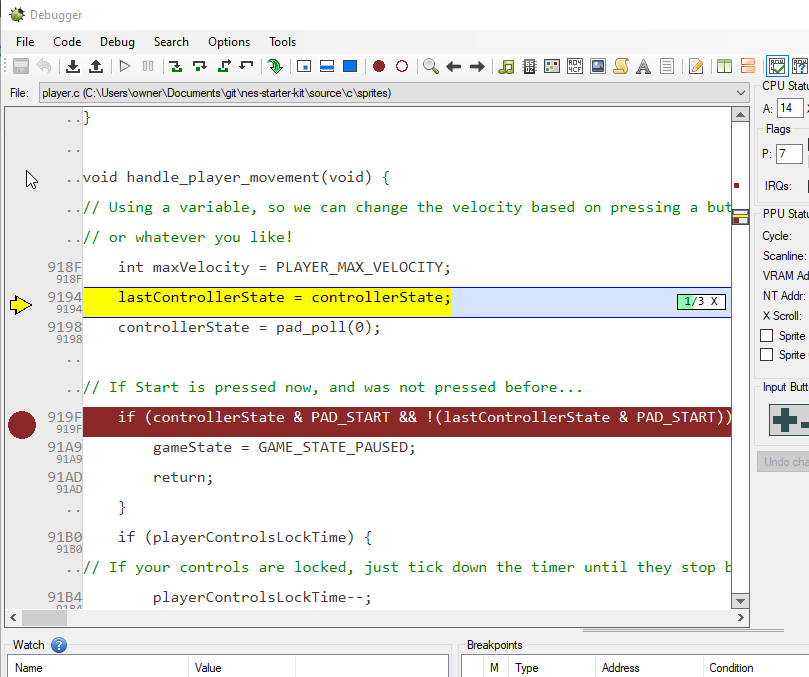 Debugger
File Code Debug Search Options Tools
File: player.c (C:\Users\owner\Documents\git\nes-starter-kit\source\c\sprites)
..}
..
..void handle_player_movement(void) {
..// Using a variable, so we can change the velocity based on pressing a but
..// or whatever you like!
918F int maxVelocity = PLAYER_MAX_VELOCITY;
918F
9194 lastControllerState = controllerState; 1/3 X
9194
9198 controllerState = pad_poll(0);
9198
..
..// If Start is pressed now, and was not pressed before...
919F if (controllerState & PAD_START && !(lastControllerState & PAD_START))
919F
91A9 gameState = GAME_STATE_PAUSED;
91A9
91AD return;
91AD
.. }
91B0 if (playerControlsLockTime) {
91B0
..// If your controls are locked, just tick down the timer until they stop b
91B4 playerControlsLockTime--;
91B4
CPU Statu
A: 14
Flags
P: 7
IRQs:
PPU Statu
Cycle:
Scanline:
VRAM Ad
NT Addr:
X Scroll:
Sprite
Sprite
Input Butt
Undo cha
Watch ?
Name Value
Breakpoints
M Type Address Condition